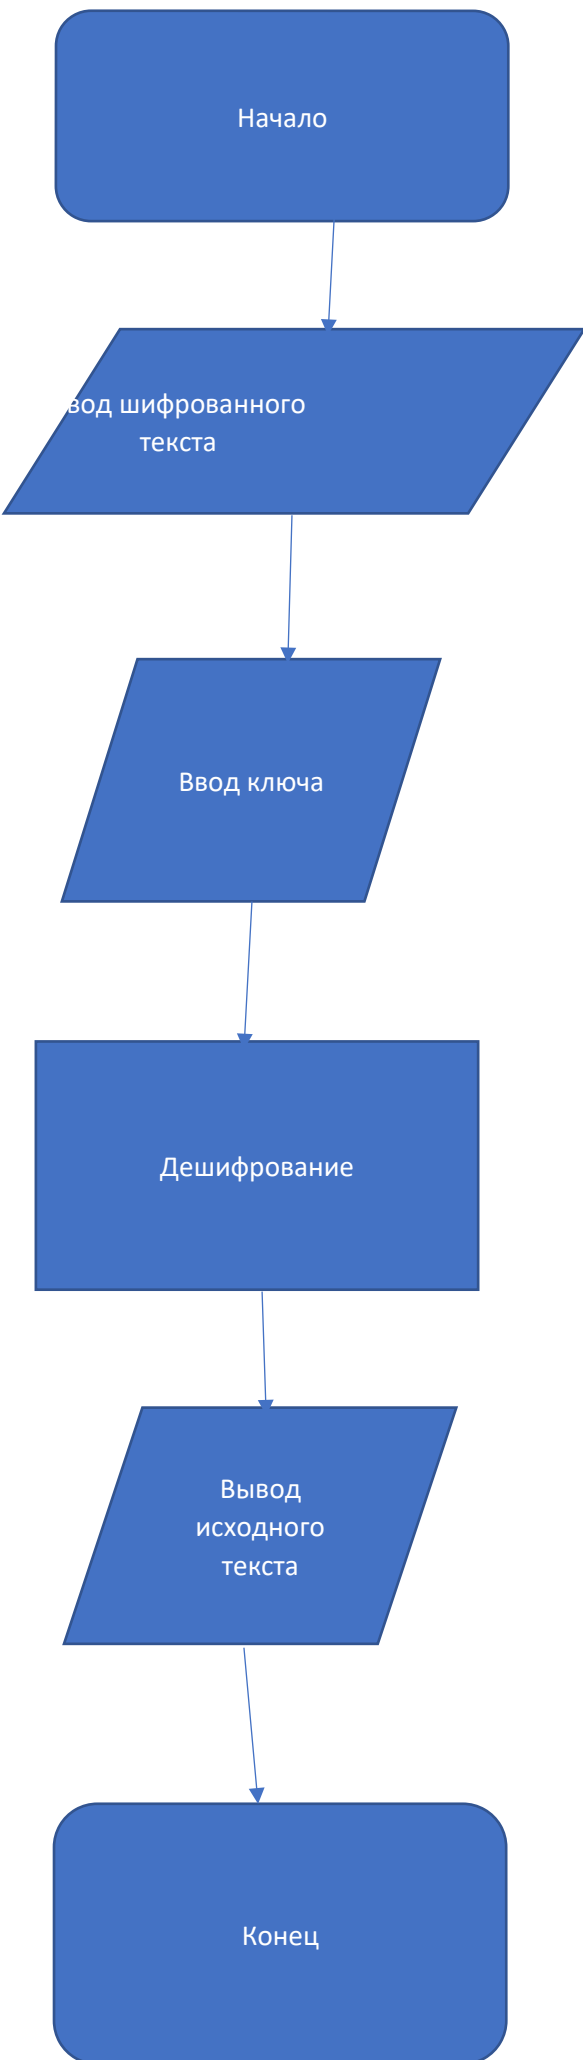 Начало
вод шифрованного
текста
Ввод ключа
Дешифрование
Вывод
исходного
текста
Конец